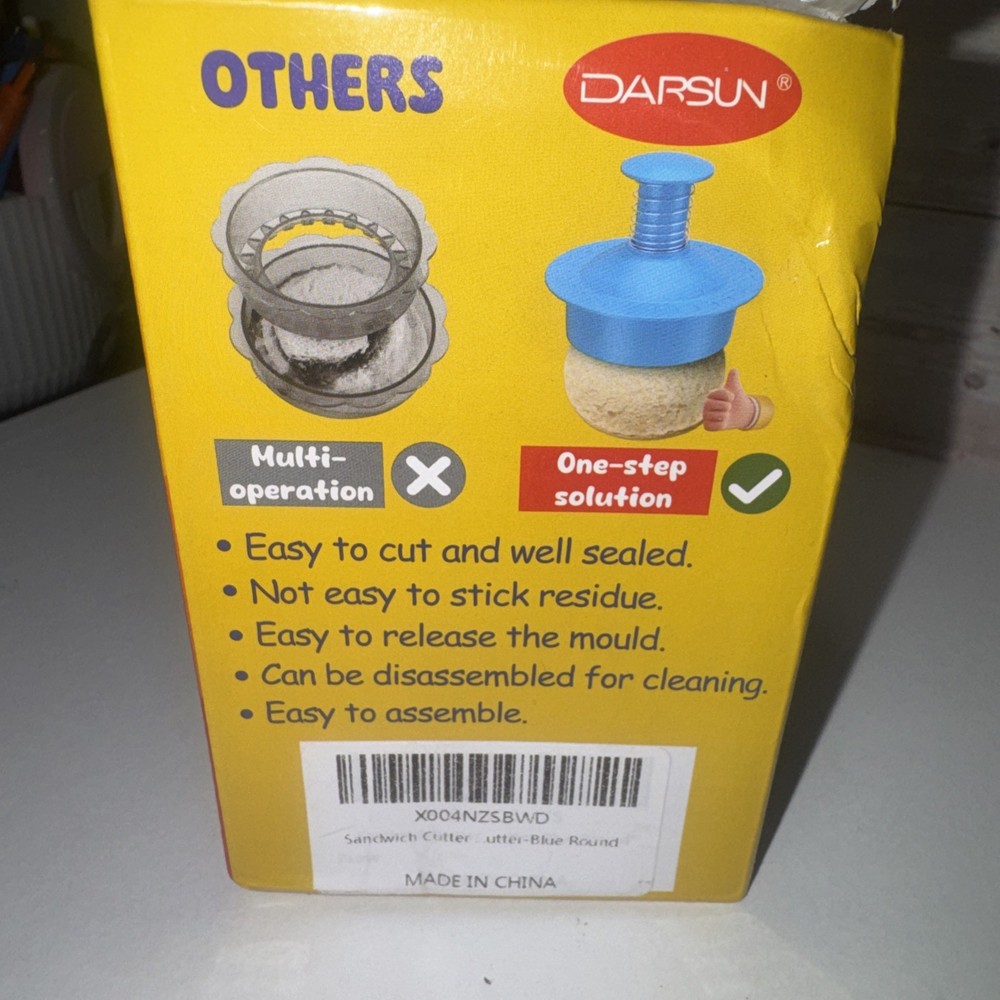 OTHERS
DARSUN®
Multi-
operation
One-step
solution
• Easy to cut and well sealed.
• Not easy to stick residue.
• Easy to release the mould.
• Can be disassembled for cleaning.
• Easy to assemble.
X004NZSBWD
Sandwich Cutter ...utter-Blue Round
MADE IN CHINA